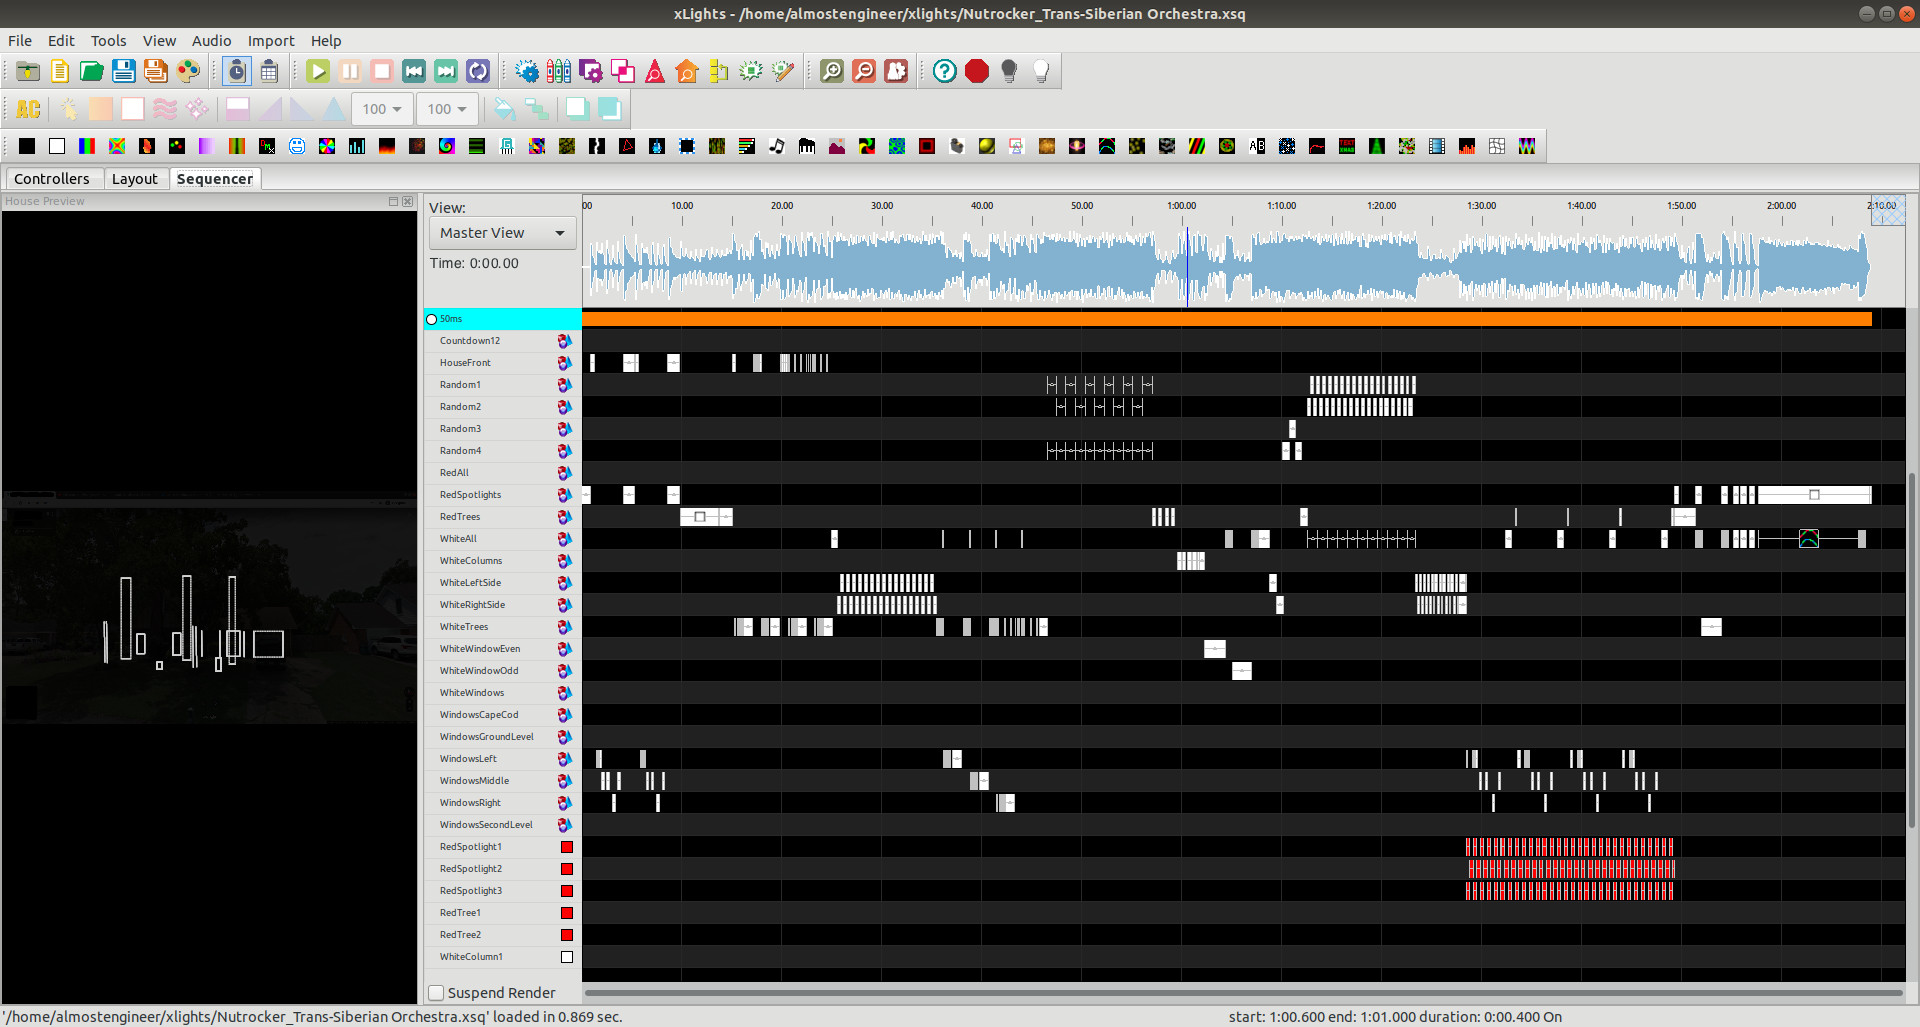 xLights - /home/almostengineer/xlights/Nutrocker_Trans-Siberian Orchestra.xsq
File Edit Tools View Audio Import Help
AC 100 100
AB
Controllers Layout Sequencer
House Preview
View:
Master View
Time: 0:00.00
00 10.00 20.00 30.00 40.00 50.00 1:00.00 1:10.00 1:20.00 1:30.00 1:40.00 1:50.00 2:00.00 2:10.00
50ms
Countdown12
HouseFront
Random1
Random2
Random3
Random4
RedAll
RedSpotlights
RedTrees
WhiteAll
WhiteColumns
WhiteLeftSide
WhiteRightSide
WhiteTrees
WhiteWindowEven
WhiteWindowOdd
WhiteWindows
WindowsCapeCod
WindowsGroundLevel
WindowsLeft
WindowsMiddle
WindowsRight
WindowsSecondLevel
RedSpotlight1
RedSpotlight2
RedSpotlight3
RedTree1
RedTree2
WhiteColumn1
Suspend Render
'/home/almostengineer/xlights/Nutrocker_Trans-Siberian Orchestra.xsq' loaded in 0.869 sec.
start: 1:00.600 end: 1:01.000 duration: 0:00.400 On